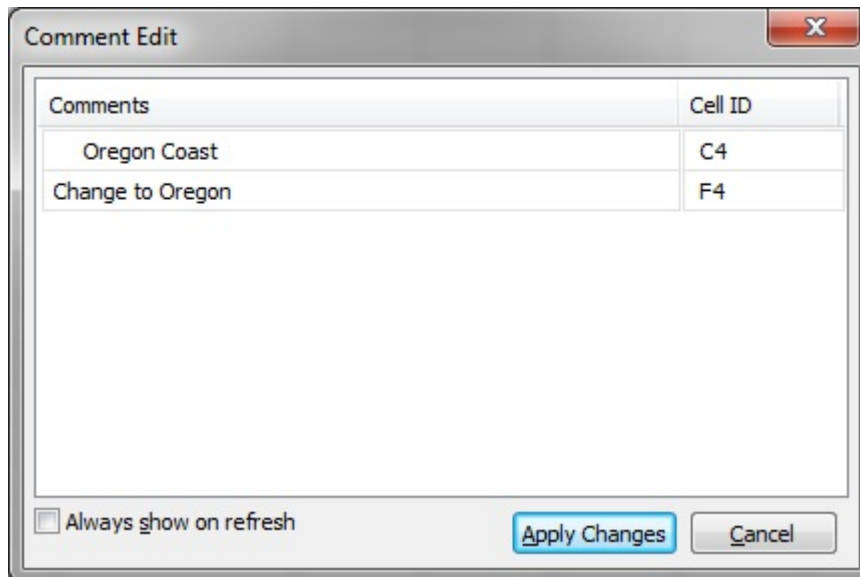 Comment Edit
Comments Cell ID
Oregon Coast C4
Change to Oregon F4
Always show on refresh Apply Changes Cancel